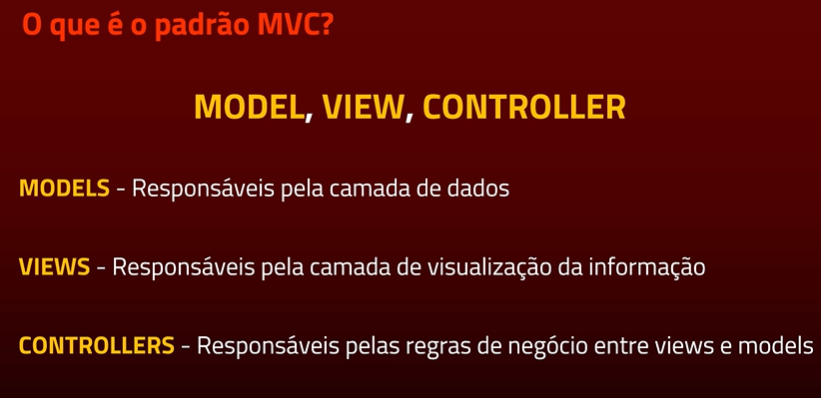 O que é o padrão MVC?
MODEL, VIEW, CONTROLLER
MODELS - Responsáveis pela camada de dados
VIEWS - Responsáveis pela camada de visualização da informação
CONTROLLERS - Responsáveis pelas regras de negócio entre views e models